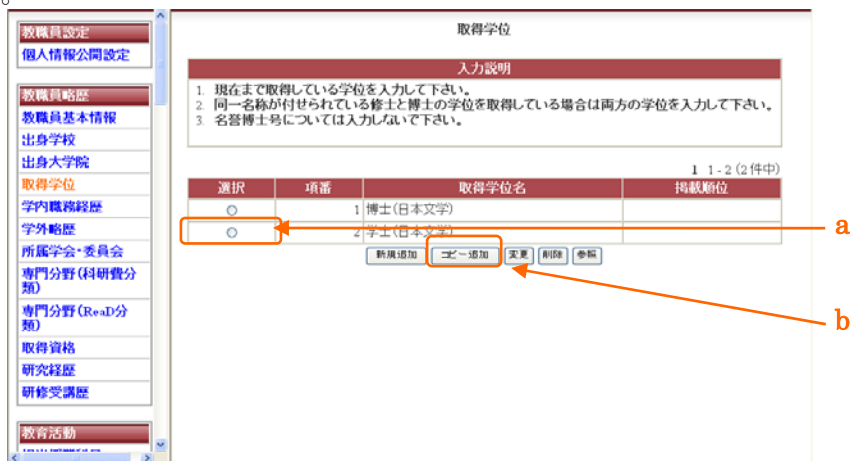 。
教職員設定
個人情報公開設定
教職員略歴
教職員基本情報
出身学校
出身大学院
取得学位
学内職務経歴
学外略歴
所属学会・委員会
専門分野(科研費分
類)
専門分野(ReaD分
類)
取得資格
研究経歴
研修受講歴
教育活動
取得学位
入力説明
1. 現在まで取得している学位を入力して下さい。
2. 同一名称が付せられている修士と博士の学位を取得している場合は両方の学位を入力して下さい。
3. 名誉博士号については入力しないで下さい。
1 1-2(2件中)
選択 項番 取得学位名 掲載順位
1 博士(日本文学)
2 学士(日本文学)
新規追加 コピー追加 変更 削除 参照
a
b